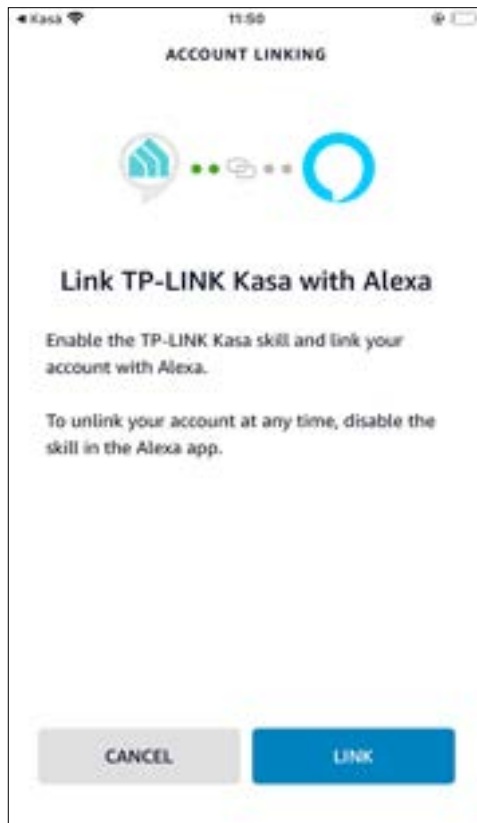 Kasa 11:50
ACCOUNT LINKING
Link TP-LINK Kasa with Alexa
Enable the TP-LINK Kasa skill and link your
account with Alexa.
To unlink your account at any time, disable the
skill in the Alexa app.
CANCEL LINK